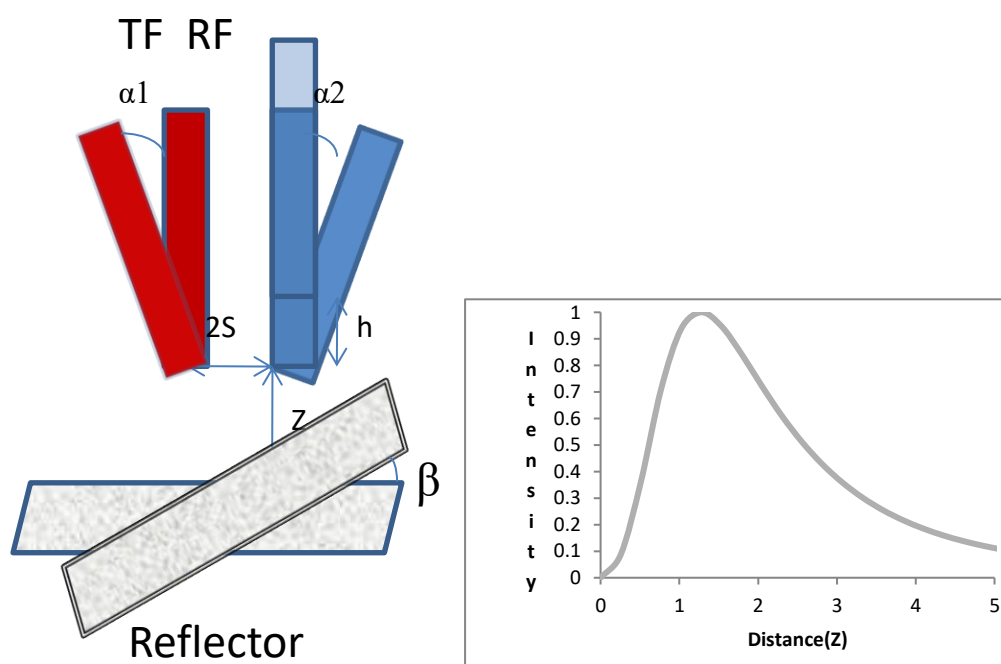 TF RF
α1
α2
2S
h
Z
β
Reflector
Intensity
1
0.9
0.8
0.7
0.6
0.5
0.4
0.3
0.2
0.1
0
0 1 2 3 4 5
Distance(Z)